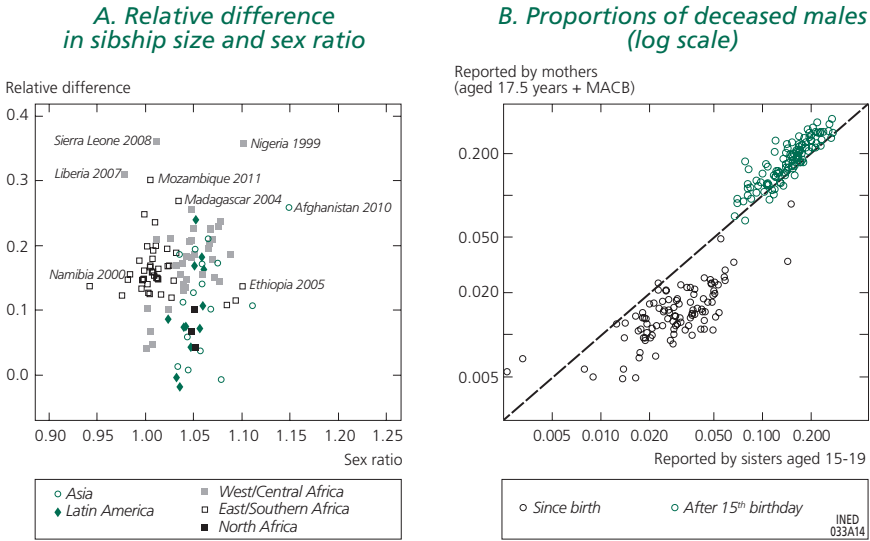 A. Relative difference
in sibship size and sex ratio
Relative difference
0.4
0.3
0.2
0.1
0.0
Sierra Leone 2008
Nigeria 1999
Liberia 2007
Mozambique 2011
Madagascar 2004
Afghanistan 2010
Namibia 2000
Ethiopia 2005
0.90 0.95 1.00 1.05 1.10 1.15 1.20 1.25
Sex ratio
Asia
Latin America
West/Central Africa
East/Southern Africa
North Africa
B. Proportions of deceased males
(log scale)
Reported by mothers
(aged 17.5 years + MACB)
0.200
0.050
0.020
0.005
0.005 0.010 0.020 0.050 0.100 0.200
Reported by sisters aged 15-19
Since birth
After 15th birthday
INED
033A14